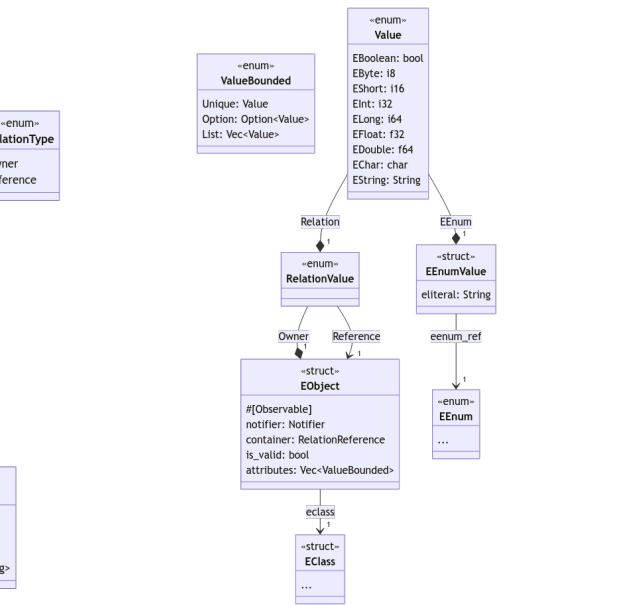 «enum»
Value
EBoolean: bool
EByte: i8
EShort: i16
EInt: i32
ELong: i64
EFloat: f32
EDouble: f64
EChar: char
EString: String
«enum»
ValueBounded
Unique: Value
Option: Option<Value>
List: Vec<Value>
«enum»
lationType
ner
ference
Relation
1
EEnum
1
«enum»
RelationValue
«struct»
EEnumValue
eliteral: String
Owner
1
Reference
1
eenum_ref
1
«struct»
EObject
#[Observable]
notifier: Notifier
container: RelationReference
is_valid: bool
attributes: Vec<ValueBounded>
«enum»
EEnum
...
eclass
1
«struct»
EClass
...
g>